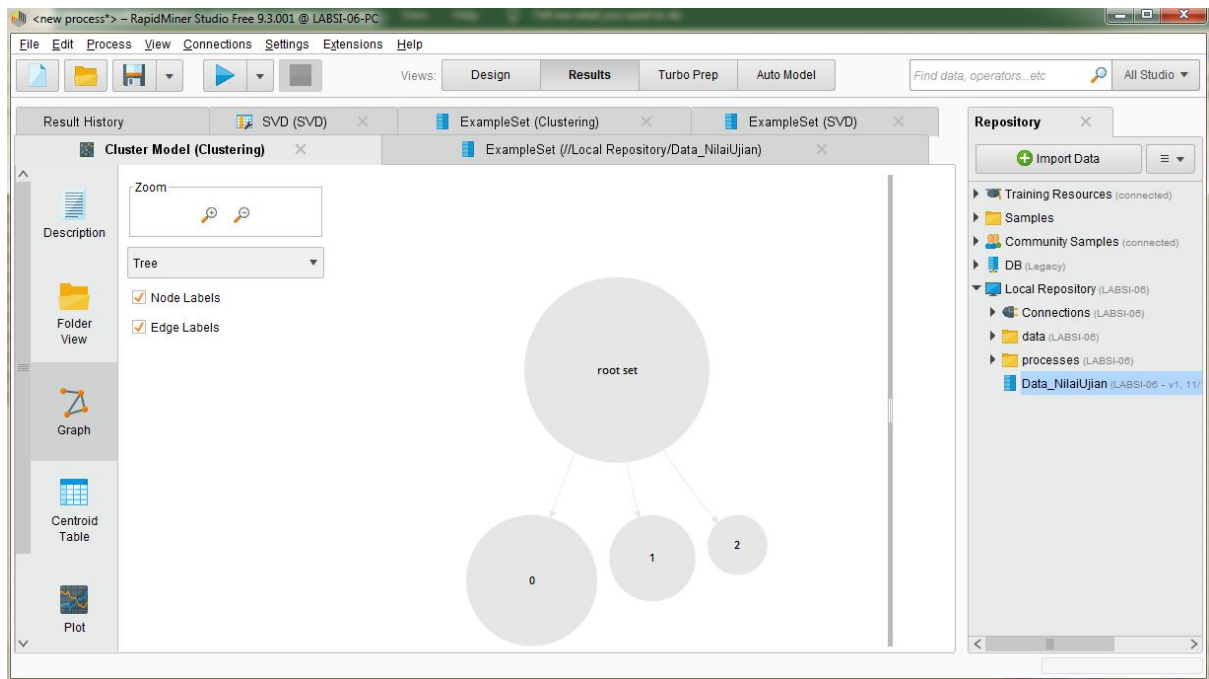 <new process*> – RapidMiner Studio Free 9.3.001 @ LABSI-06-PC
File Edit Process View Connections Settings Extensions Help
Views: Design Results Turbo Prep Auto Model Find data, operators...etc All Studio
Result History SVD (SVD) ExampleSet (Clustering) ExampleSet (SVD)
Cluster Model (Clustering) ExampleSet (//Local Repository/Data_NilaiUjian)
Zoom
Tree
Node Labels
Edge Labels
Description
Folder
View
Graph
Centroid
Table
Plot
root set
0
1
2
Repository
Import Data
Training Resources (connected)
Samples
Community Samples (connected)
DB (Legacy)
Local Repository (LABSI-06)
Connections (LABSI-06)
data (LABSI-06)
processes (LABSI-06)
Data_NilaiUjian (LABSI-06 - v1, 11/